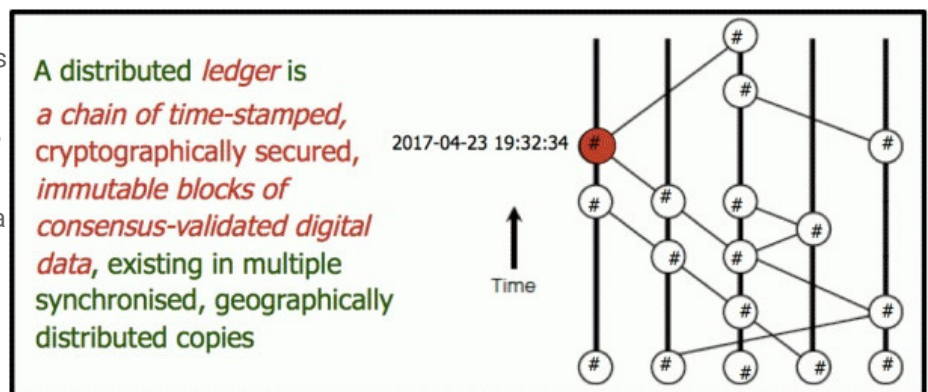 s
A distributed ledger is
a chain of time-stamped,
cryptographically secured,
immutable blocks of
consensus-validated digital
data, existing in multiple
synchronised, geographically
distributed copies
a
2017-04-23 19:32:34
Time
#
#
# #
# # #
#
# #
# #
# # # # #